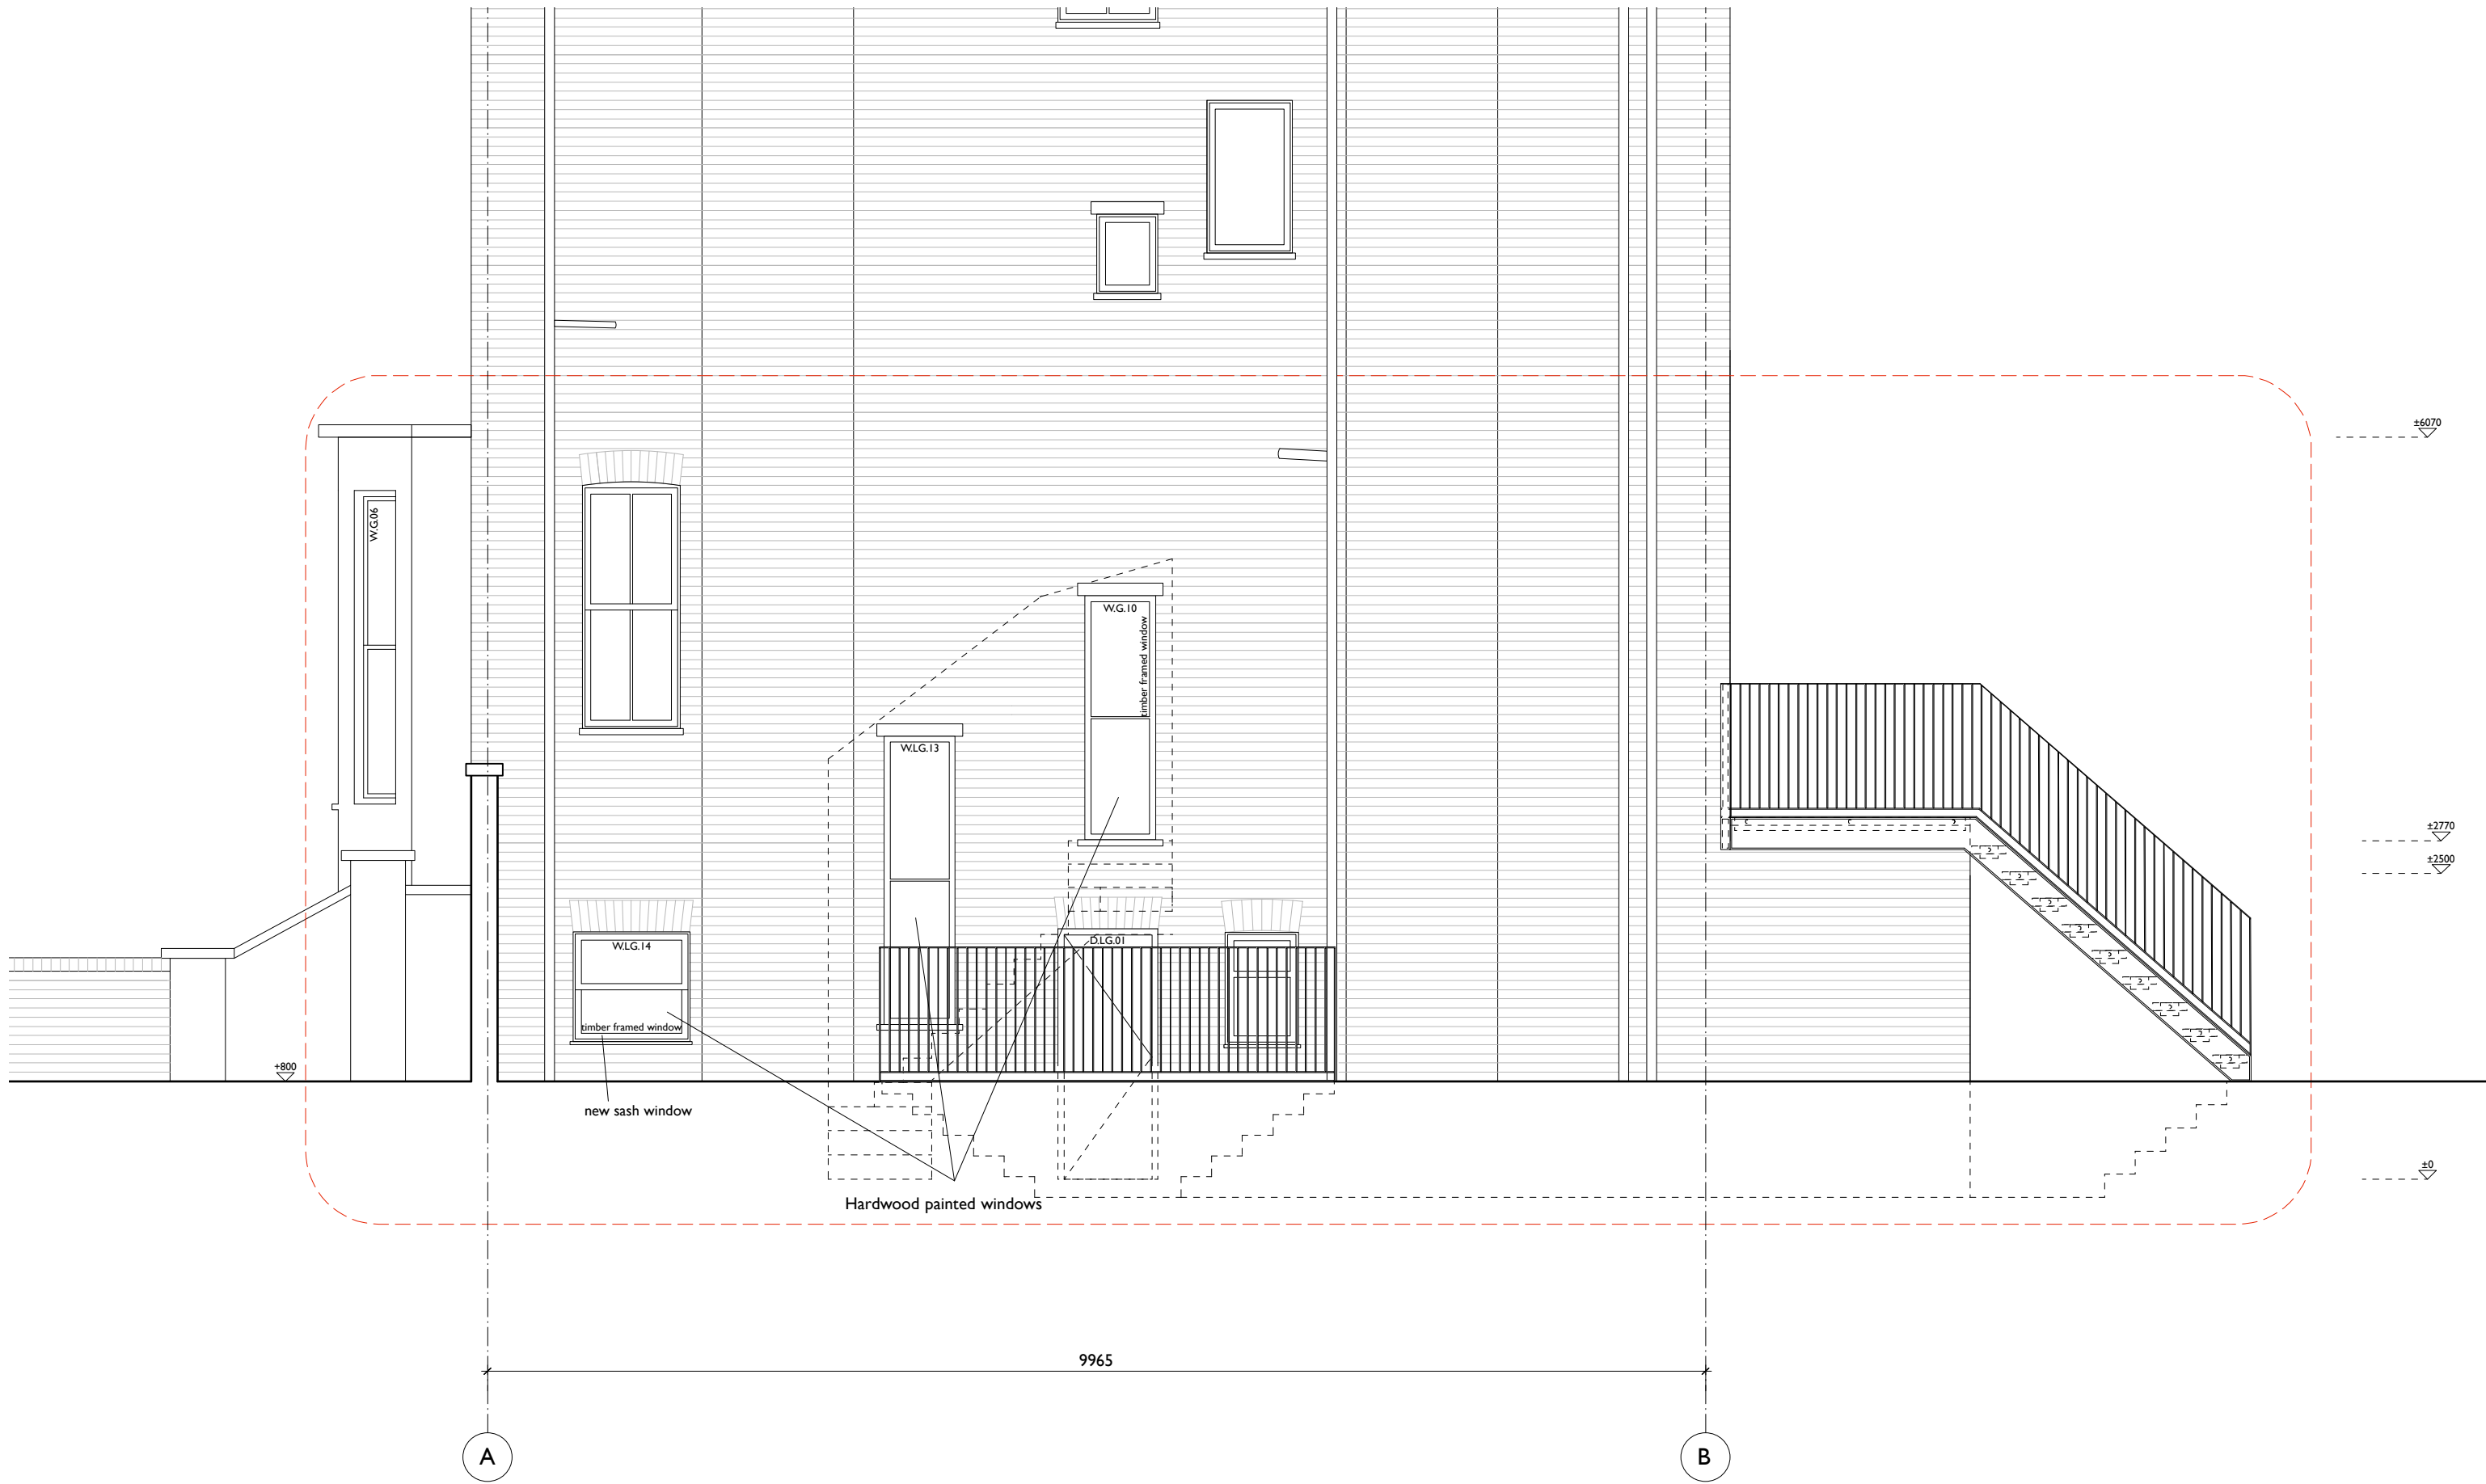 ±6070
W.G.06
W.G.10
timber framed window
W.LG.13
±2770
±2500
W.LG.14
D.LG.01
timber framed window
+800
new sash window
±0
Hardwood painted windows
9965
A
B